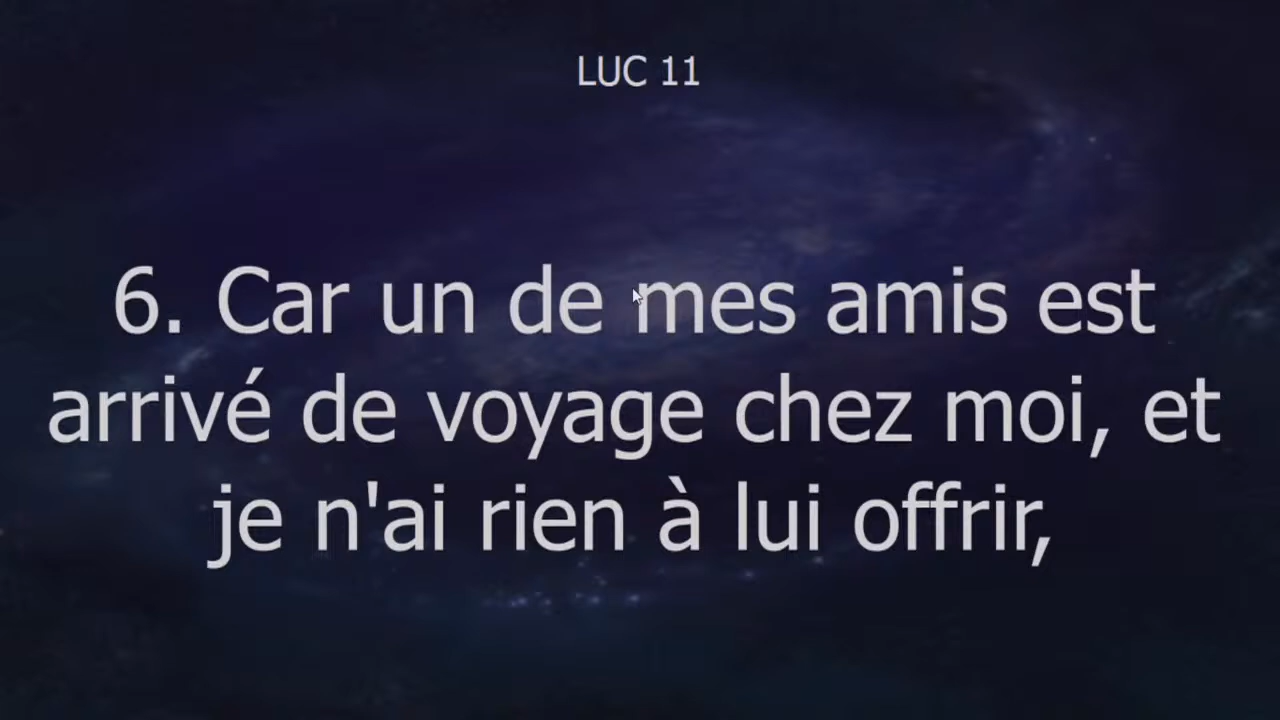 LUC 11
6. Car un de mes amis est
arrivé de voyage chez moi, et
je n'ai rien à lui offrir,